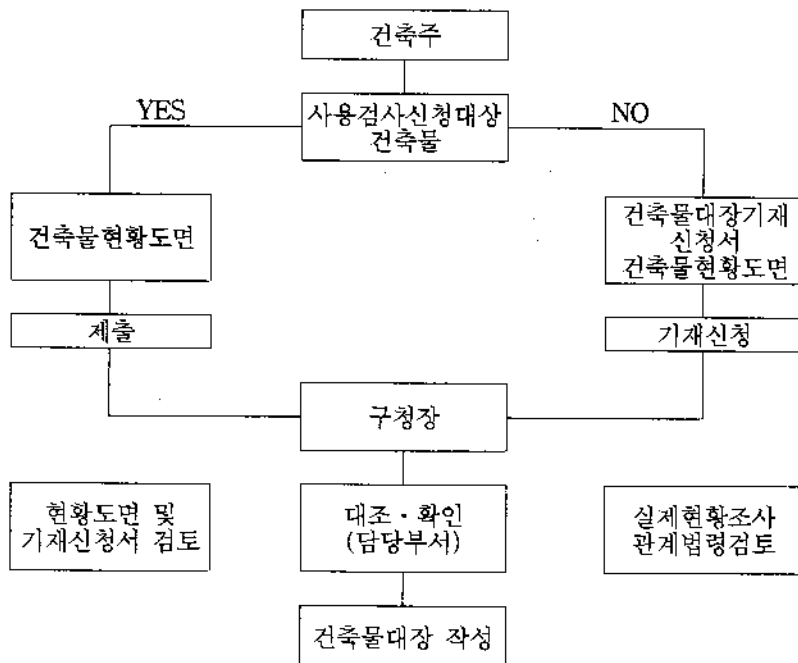 건축주
YES
사용검사신청대상
건축물
NO
건축물현황도면
건축물대장기재
신청서
건축물현황도면
제출
기재신청
구청장
현황도면 및
기재신청서 검토
대조·확인
(담당부서)
실제현황조사
관계법령검토
건축물대장 작성